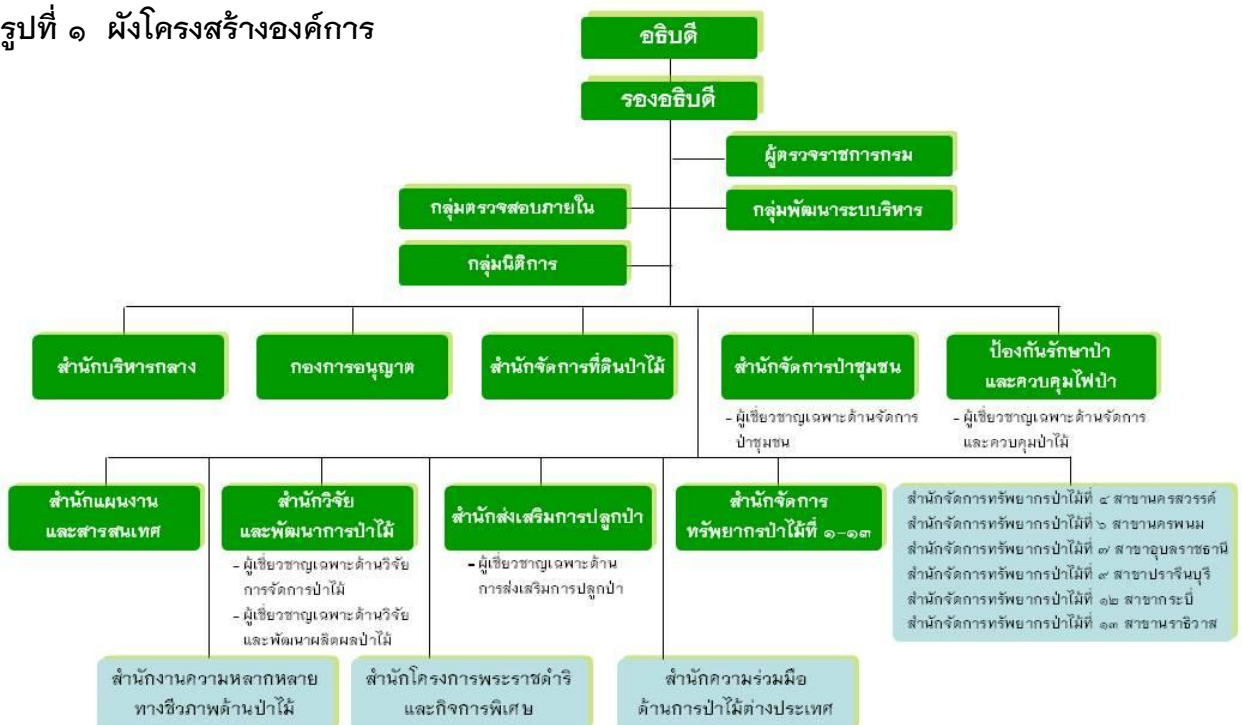 รูปที่ ๑ ผังโครงสร้างองค์การ
อธิบดี
รองอธิบดี
ผู้ตรวจราชการกรม
กลุ่มตรวจสอบภายใน
กลุ่มพัฒนาระบบริหาร
กลุ่มนิติการ
สำนักบริหารกลาง
กองการอนุญาต
สำนักจัดการที่ดินป่าไม้
สำนักจัดการป่าชุมชน
- ผู้เชี่ยวชาญเฉพาะด้านจัดการ
ป่าชุมชน
ป้องกันรักษาป่า
และควบคุมไฟป่า
- ผู้เชี่ยวชาญเฉพาะด้านจัดการ
และควบคุมป่าไม้
สำนักแผนงาน
และสารสนเทศ
สำนักวิจัย
และพัฒนาการป่าไม้
- ผู้เชี่ยวชาญเฉพาะด้านวิจัย
การจัดการป่าไม้
- ผู้เชี่ยวชาญเฉพาะด้านวิจัย
และพัฒนาผลิตผลป่าไม้
สำนักส่งเสริมการปลูกป่า
- ผู้เชี่ยวชาญเฉพาะด้าน
การส่งเสริมการปลูกป่า
สำนักจัดการ
ทรัพยากรป่าไม้ที่ ๑-๑๓
สำนักจัดการทรัพยากรป่าไม้ที่ ๔ สาขานครสวรรค์
สำนักจัดการทรัพยากรป่าไม้ที่ ๖ สาขานครพนม
สำนักจัดการทรัพยากรป่าไม้ที่ ๗ สาขาอุบลราชธานี
สำนักจัดการทรัพยากรป่าไม้ที่ ๙ สาขาปราจีนบุรี
สำนักจัดการทรัพยากรป่าไม้ที่ ๑๒ สาขากระบี่
สำนักจัดการทรัพยากรป่าไม้ที่ ๑๓ สาขานราธิวาส
สำนักงานความหลากหลาย
ทางชีวภาพด้านป่าไม้
สำนักโครงการพระราชดำริ
และกิจการพิเศษ
สำนักความร่วมมือ
ด้านการป่าไม้ต่างประเทศ